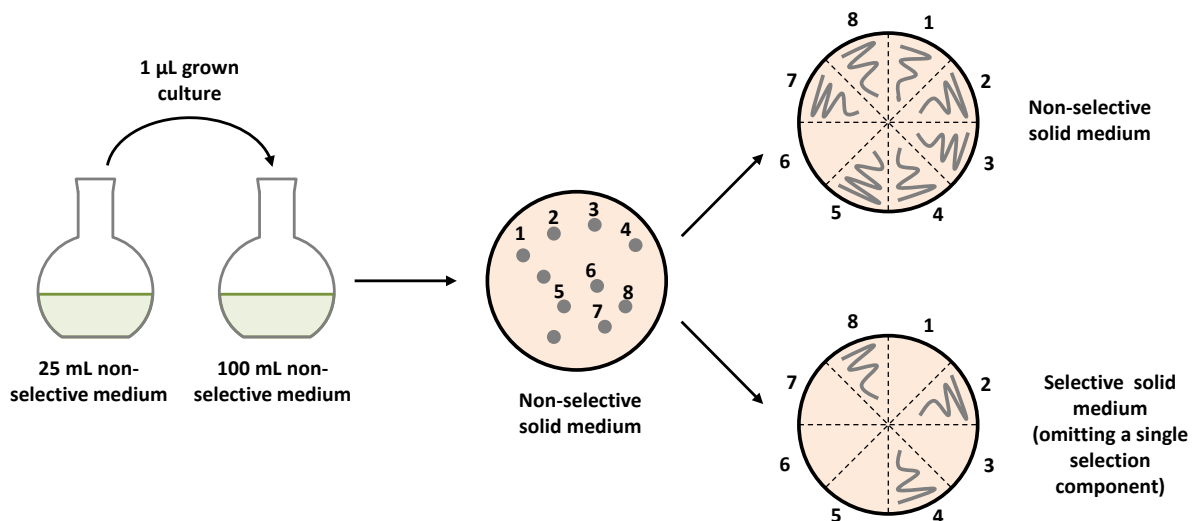 1 µL grown
culture
25 mL non-
selective medium
100 mL non-
selective medium
1
2
3
4
5
6
7
8
Non-selective
solid medium
8
1
7
2
6
3
5
4
Non-selective
solid medium
8
1
7
2
6
3
5
4
Selective solid
medium
(omitting a single
selection
component)